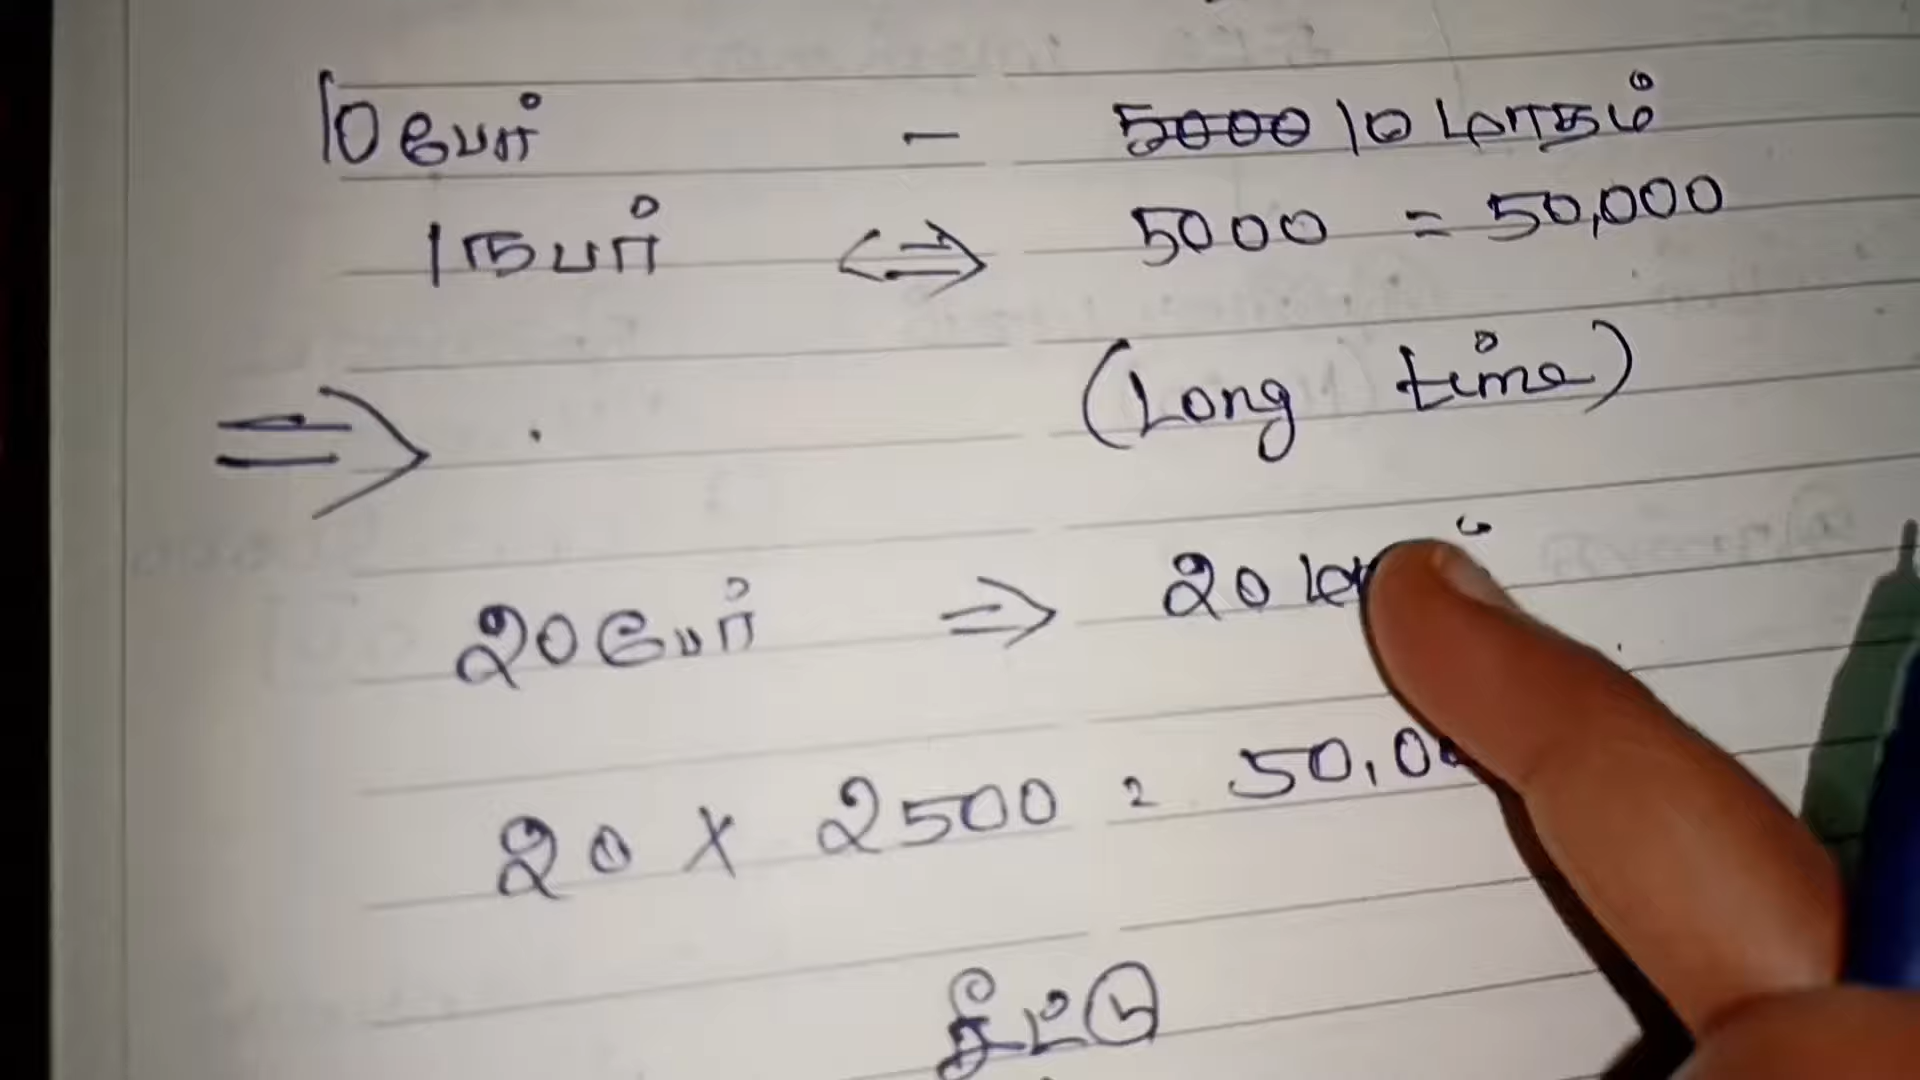 10 பேர் - 5000 10 மாதம்
1 நபர் ⇔ 5000 = 50,000
⇒ . (Long time)
20 பேர் ⇒ 20
20 x 2500 = 50,0
சீட்டு